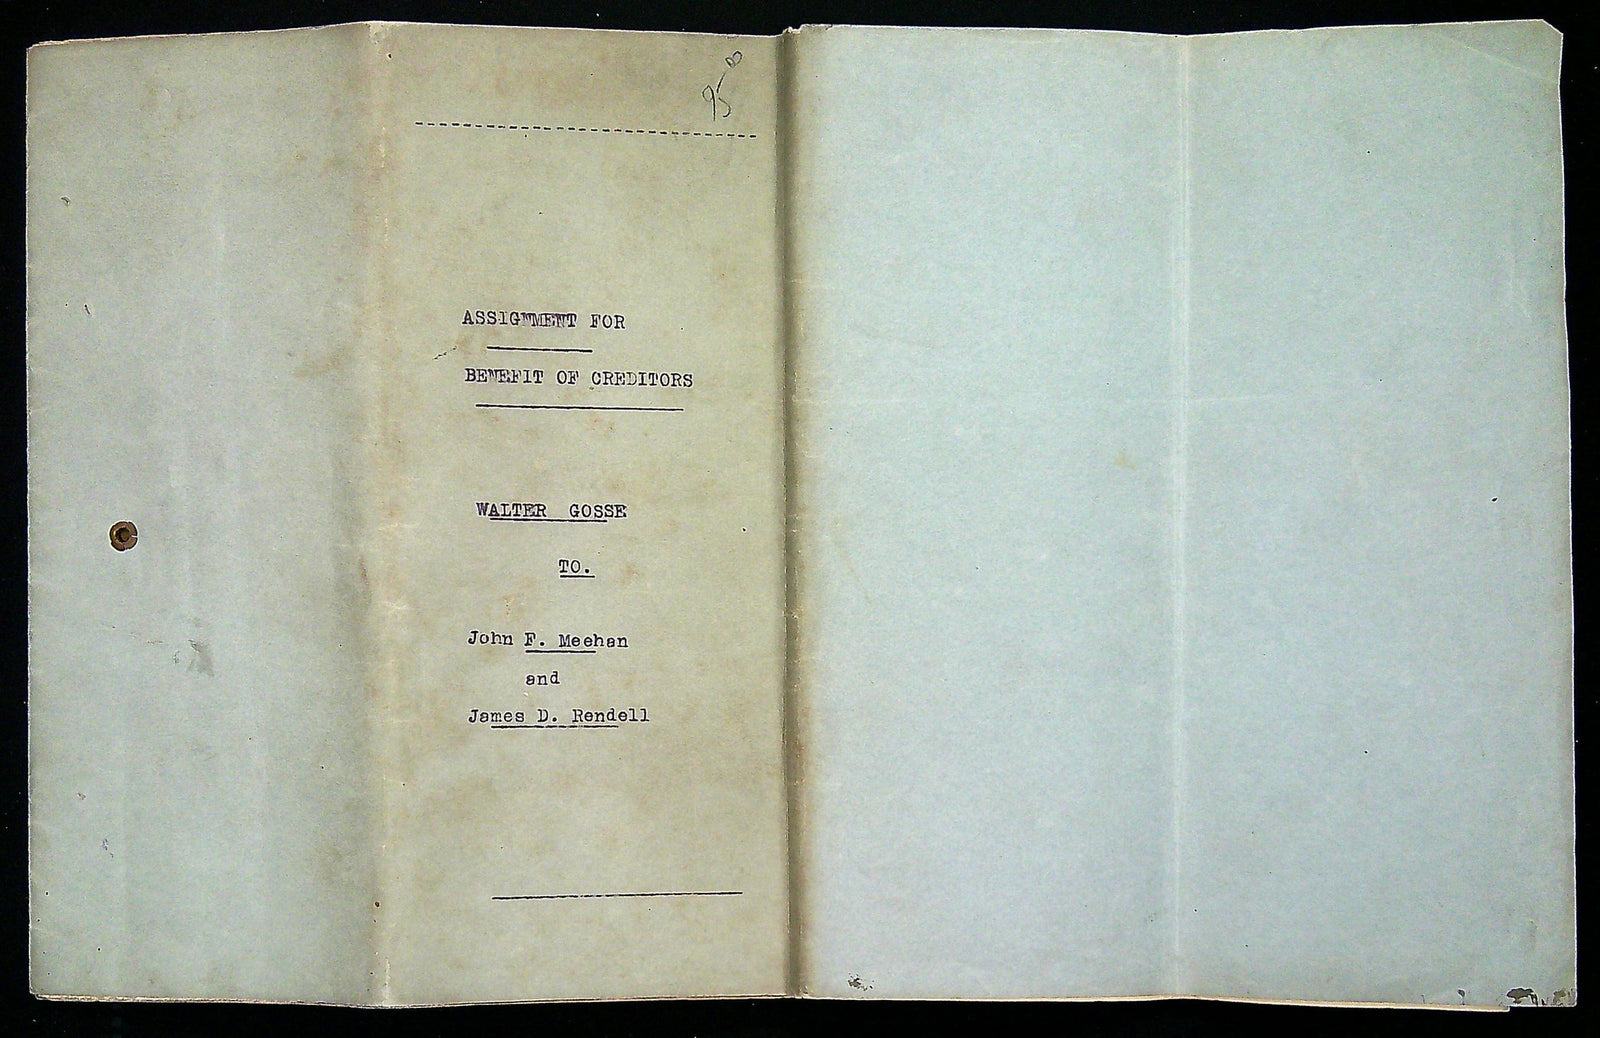 95
ASSIGNMENT FOR
BENEFIT OF CREDITORS
WALTER GOSSE
TO.
John F. Meehan
and
James D. Rendell